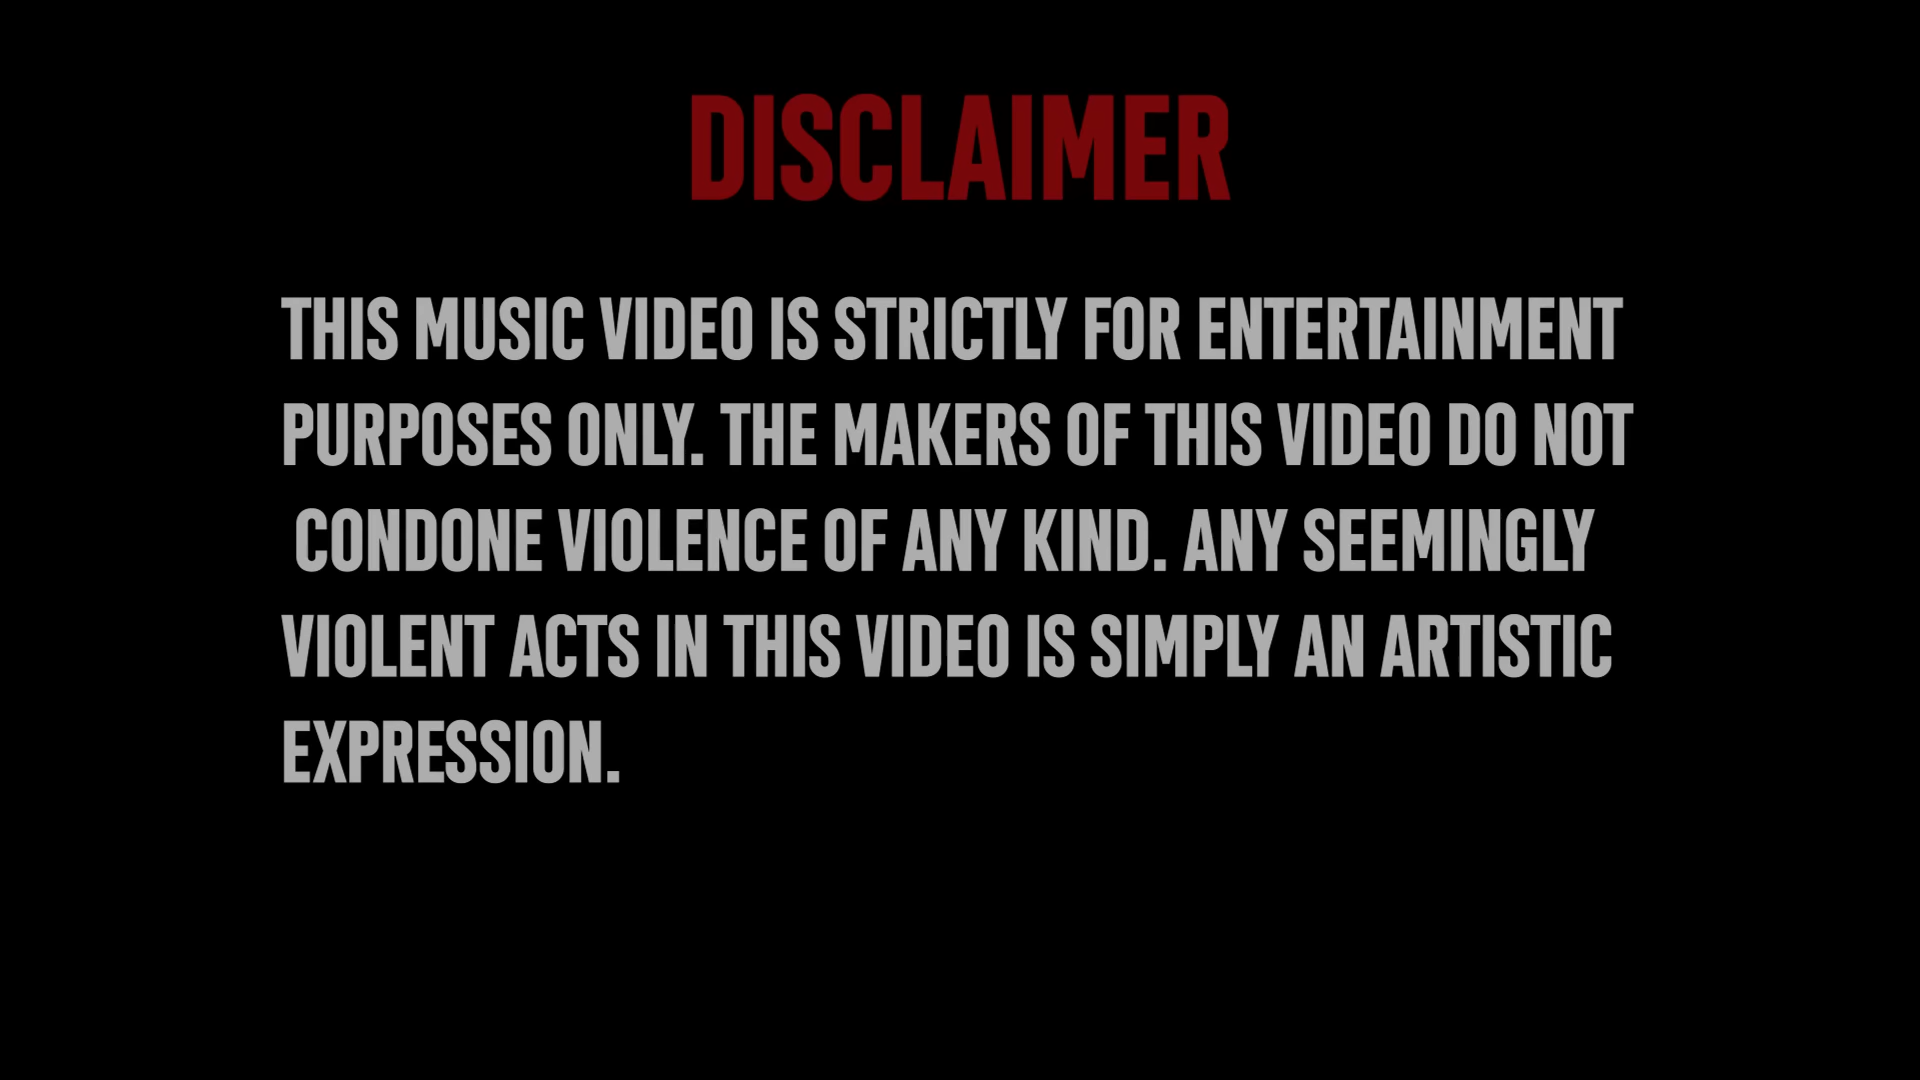 DISCLAIMER
THIS MUSIC VIDEO IS STRICTLY FOR ENTERTAINMENT
PURPOSES ONLY. THE MAKERS OF THIS VIDEO DO NOT
CONDONE VIOLENCE OF ANY KIND. ANY SEEMINGLY
VIOLENT ACTS IN THIS VIDEO IS SIMPLY AN ARTISTIC
EXPRESSION.